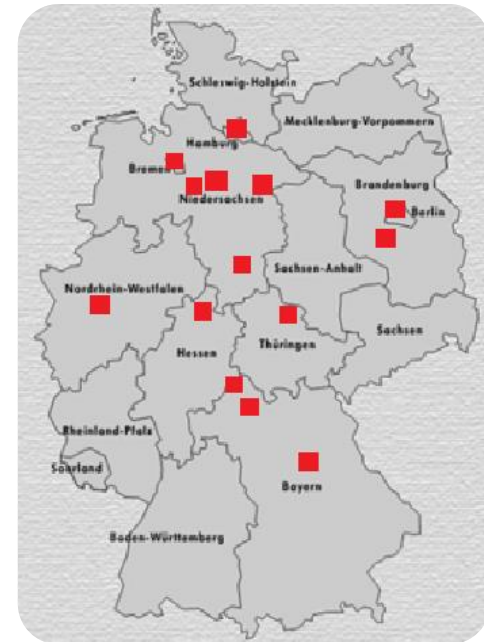 Schleswig-Holstein
Mecklenburg-Vorpommern
Hamburg
Bremen
Niedersachsen
Brandenburg
Berlin
Sachsen-Anhalt
Nordrhein-Westfalen
Sachsen
Thüringen
Hessen
Rheinland-Pfalz
Saarland
Bayern
Baden-Württemberg